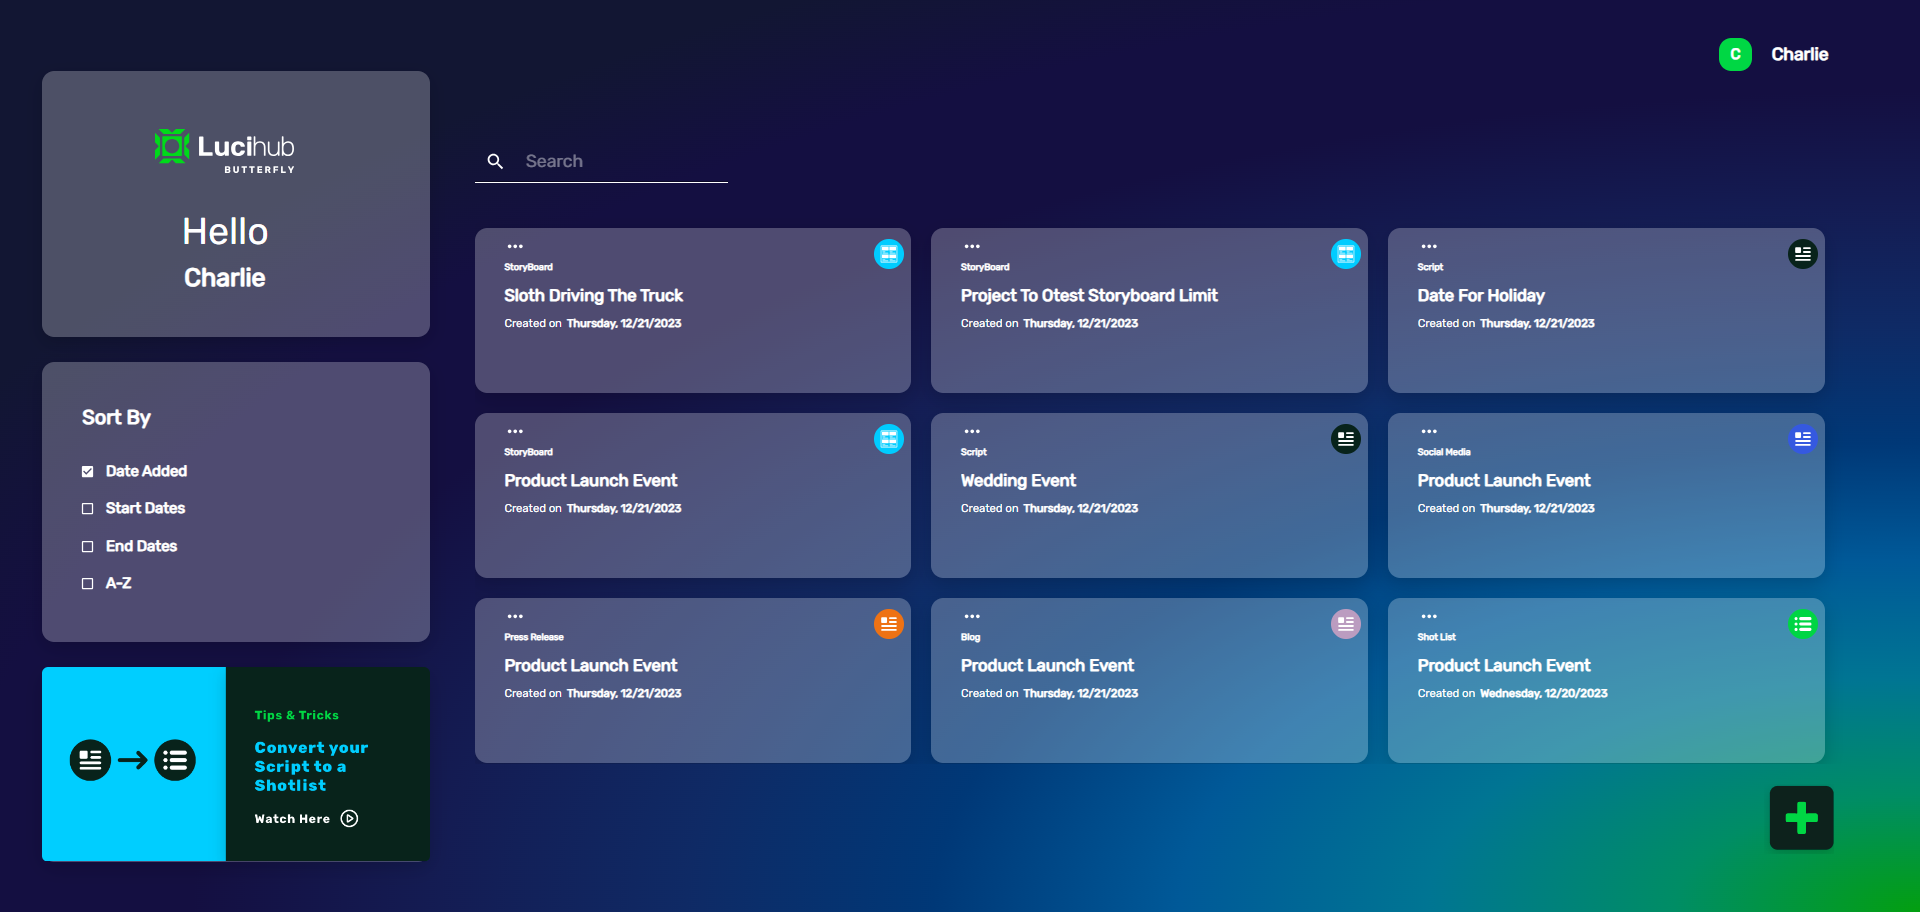 C Charlie
Lucihub
BUTTERFLY
Hello
Charlie
Sort By
Date Added
Start Dates
End Dates
A-Z
Tips & Tricks
Convert your
Script to a
Shotlist
Watch Here
Search
StoryBoard
Sloth Driving The Truck
Created on Thursday, 12/21/2023
StoryBoard
Project To Otest Storyboard Limit
Created on Thursday, 12/21/2023
Script
Date For Holiday
Created on Thursday, 12/21/2023
StoryBoard
Product Launch Event
Created on Thursday, 12/21/2023
Script
Wedding Event
Created on Thursday, 12/21/2023
Social Media
Product Launch Event
Created on Thursday, 12/21/2023
Press Release
Product Launch Event
Created on Thursday, 12/21/2023
Blog
Product Launch Event
Created on Thursday, 12/21/2023
Shot List
Product Launch Event
Created on Wednesday, 12/20/2023